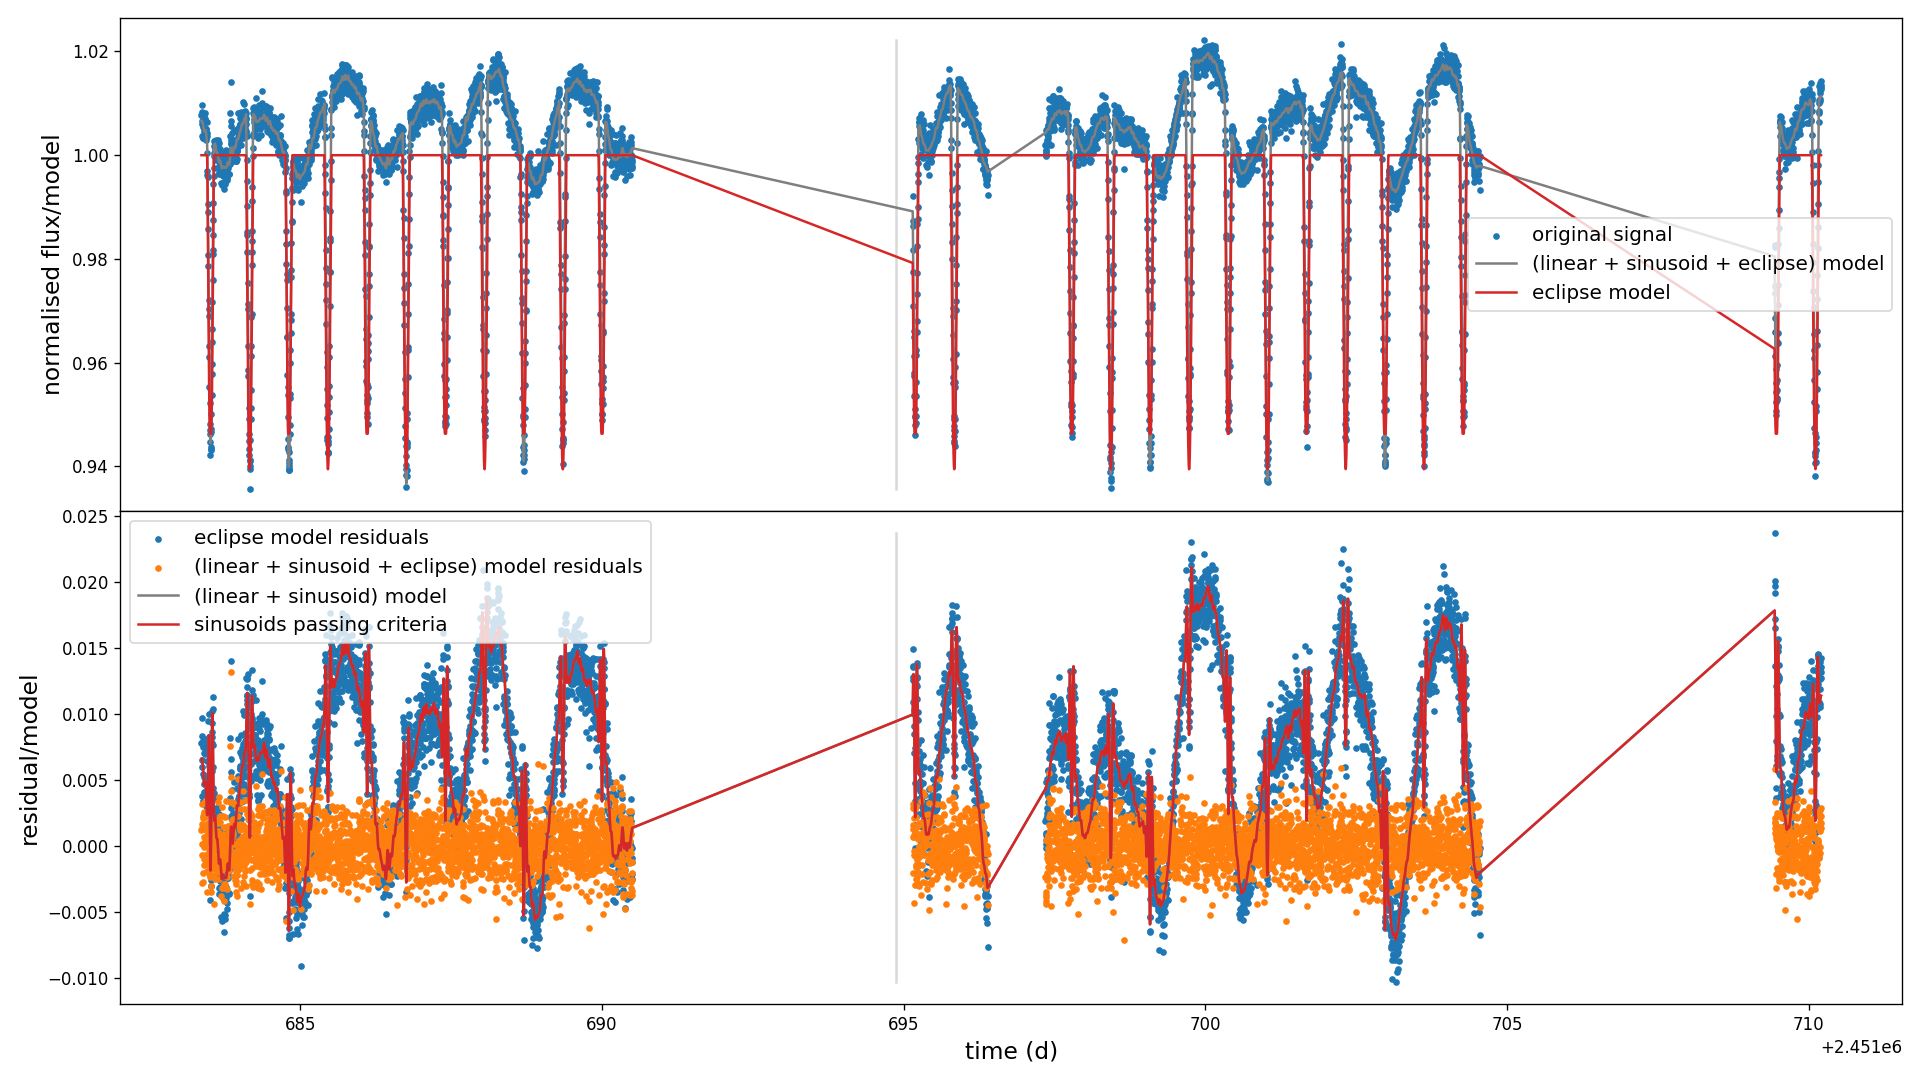 normalised flux/model
1.02
1.00
0.98
0.96
0.94
original signal
(linear + sinusoid + eclipse) model
eclipse model
residual/model
0.025
0.020
0.015
0.010
0.005
0.000
−0.005
−0.010
eclipse model residuals
(linear + sinusoid + eclipse) model residuals
(linear + sinusoid) model
sinusoids passing criteria
685
690
695
700
705
710
time (d)
+2.451e6